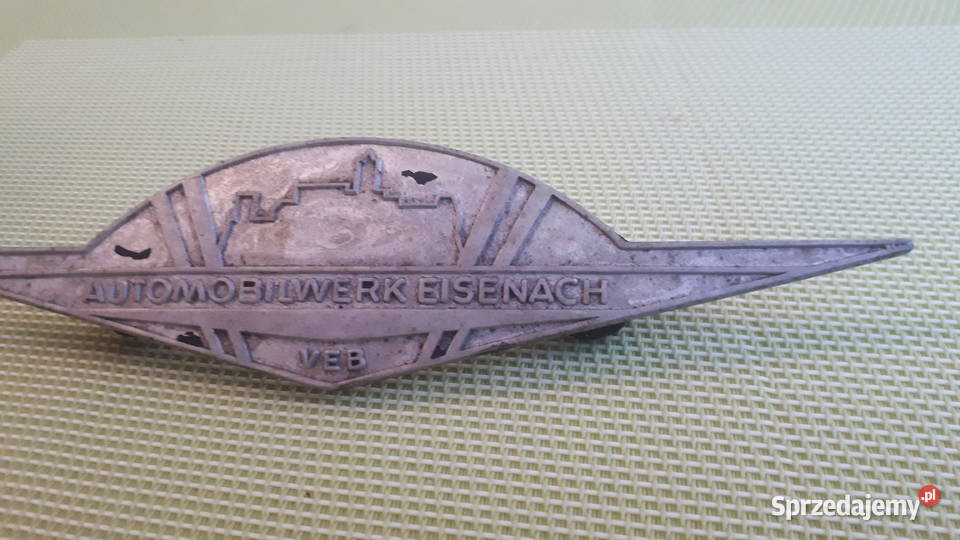 AUTOMOBILWERK EISENACH
VEB
Sprzedajemy.pl